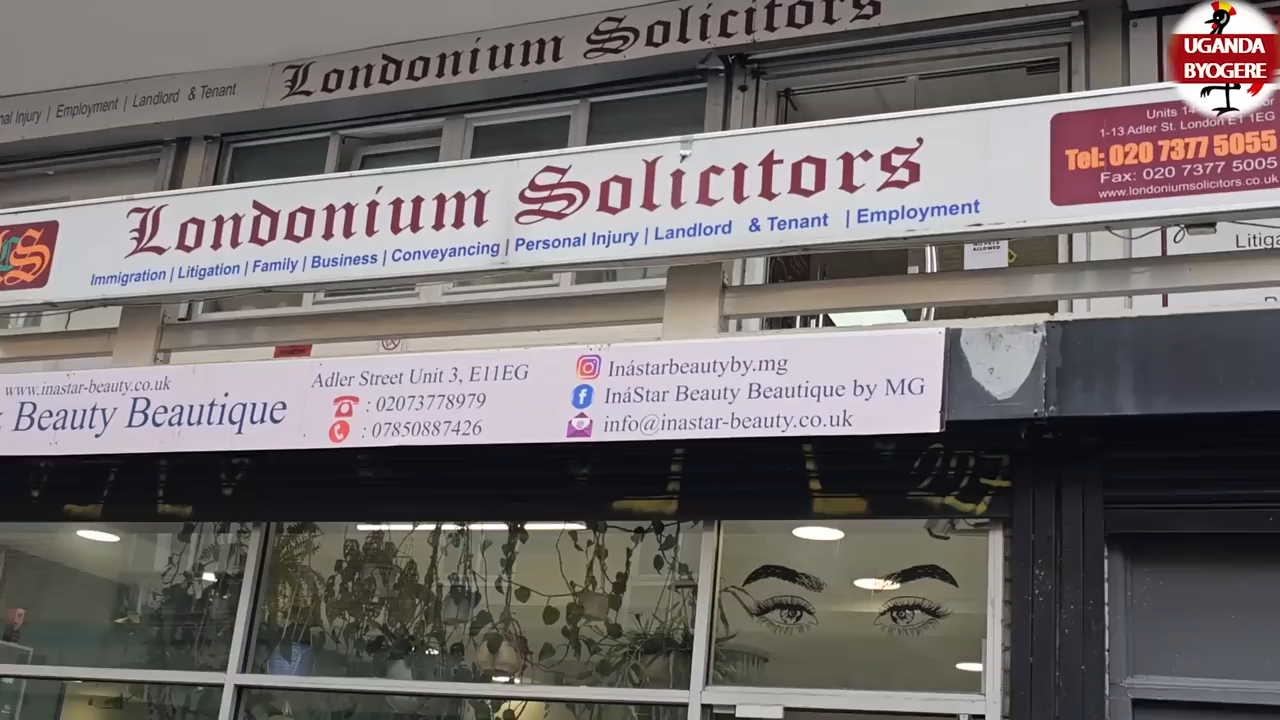 Londonium Solicitors
Injury | Employment | Landlord & Tenant
UGANDA
BYOGERE
Londonium Solicitors
Immigration | Litigation | Family | Business | Conveyancing | Personal Injury | Landlord & Tenant | Employment
Units
1-13 Adler St. London E1 1EG
Tel: 020 7377 5055
Fax: 020 7377 5005
www.londoniumsolicitors.co.uk
ALLOWED
www.inastar-beauty.co.uk
Beauty Beautique
Adler Street Unit 3, E11EG
: 02073778979
: 07850887426
Inástarbeautyby.mg
InáStar Beauty Beautique by MG
info@inastar-beauty.co.uk